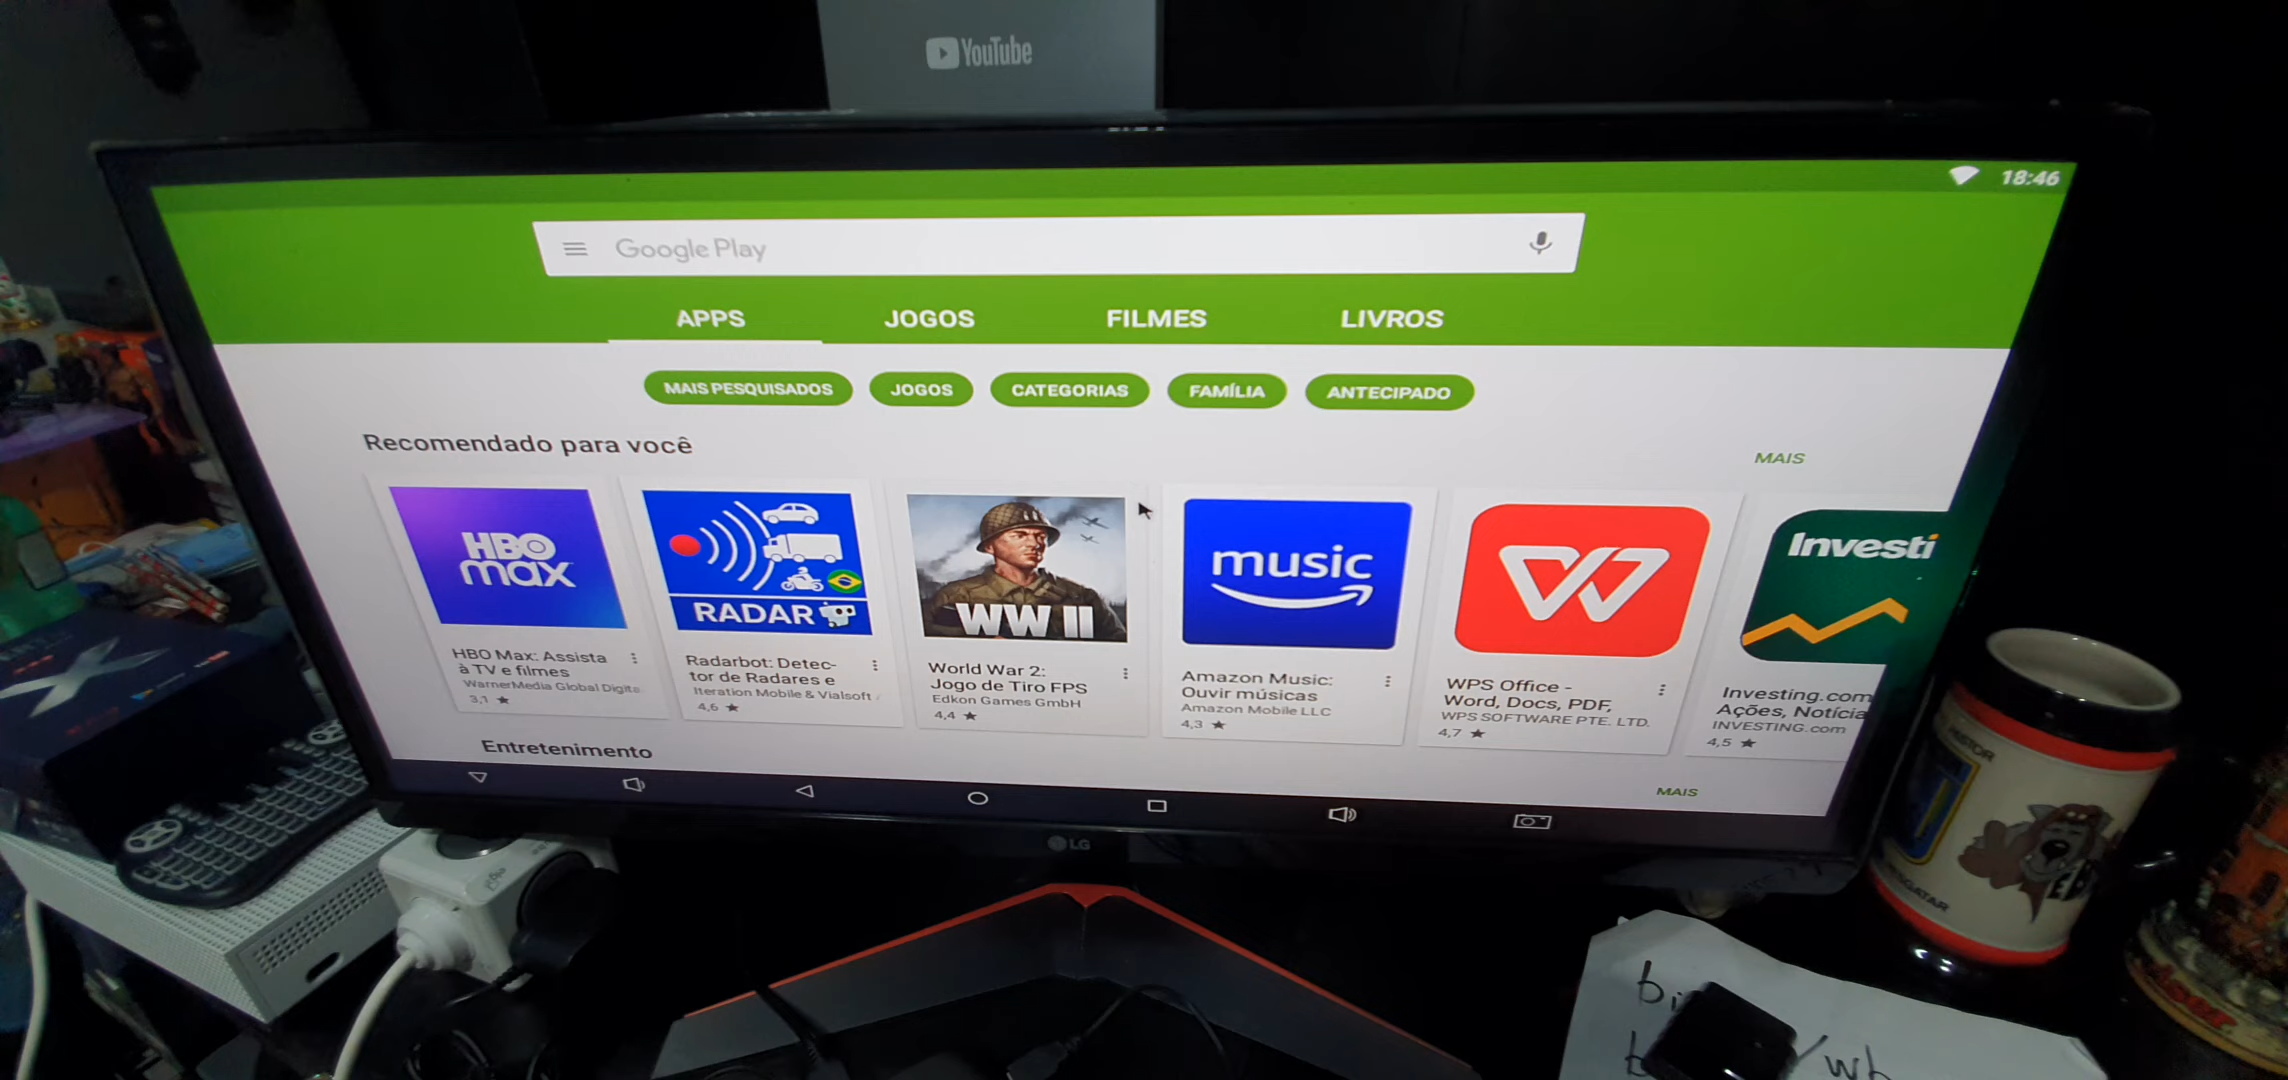 YouTube
18:46
Google Play
APPS JOGOS FILMES LIVROS
MAIS PESQUISADOS JOGOS CATEGORIAS FAMÍLIA ANTECIPADO
Recomendado para você
MAIS
HBO
max
HBO Max: Assista
à TV e filmes
WarnerMedia Global Digita
3,1 ★
RADAR
Radarbot: Detec-
tor de Radares e
Iteration Mobile & Vialsoft
4,6 ★
WW II
World War 2:
Jogo de Tiro FPS
Edkon Games GmbH
4,4 ★
music
Amazon Music:
Ouvir músicas
Amazon Mobile LLC
4,3 ★
WPS Office -
Word, Docs, PDF,
WPS SOFTWARE PTE. LTD.
4,7 ★
Investi
Investing.com
Ações, Notícia
INVESTING.com
4,5 ★
Entretenimento
MAIS
LG
bi